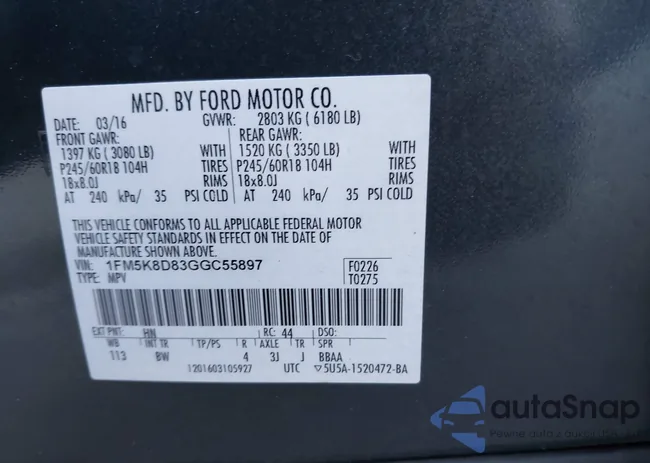 MFD. BY FORD MOTOR CO.
DATE: 03/16 GVWR: 2803 KG ( 6180 LB)
FRONT GAWR: REAR GAWR:
1397 KG ( 3080 LB) WITH 1520 KG ( 3350 LB) WITH
P245/60R18 104H TIRES P245/60R18 104H TIRES
18x8.0J RIMS 18x8.0J RIMS
AT 240 kPa/ 35 PSI COLD AT 240 kPa/ 35 PSI COLD
THIS VEHICLE CONFORMS TO ALL APPLICABLE FEDERAL MOTOR
VEHICLE SAFETY STANDARDS IN EFFECT ON THE DATE OF
MANUFACTURE SHOWN ABOVE.
VIN: 1FM5K8D83GGC55897 F0226
TYPE: MPV T0275
EXT PNT: HN RC: 44 DSO:
WB INT TR TP/PS R AXLE TR SPR
113 BW 4 3J J BBAA
1201603105927 UTC ▽5U5A-1520472-BA
autaSnap
Pewne auta z aukcji